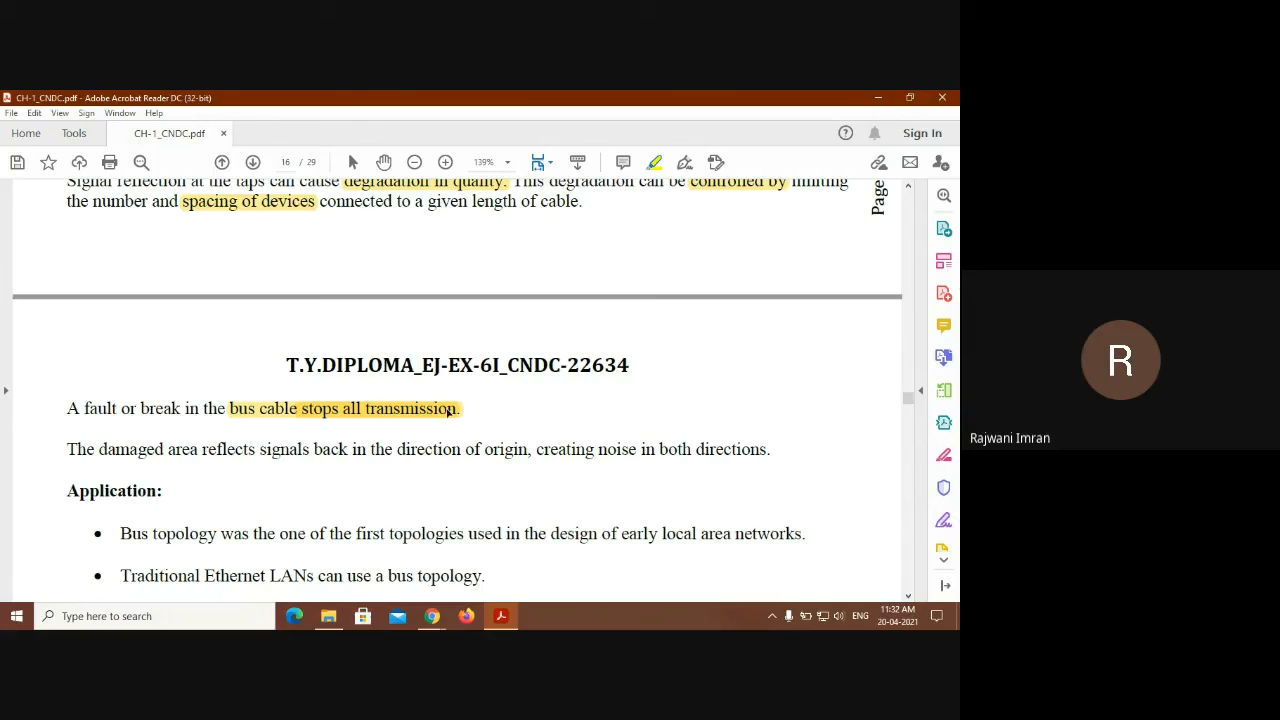 CH-1_CNDC.pdf - Adobe Acrobat Reader DC (32-bit)
File Edit View Sign Window Help
Home Tools CH-1_CNDC.pdf × Sign In
16 / 29 139%
Signal reflection at the taps can cause degradation in quality. This degradation can be controlled by limiting
the number and spacing of devices connected to a given length of cable.
Page
T.Y.DIPLOMA_EJ-EX-6I_CNDC-22634
A fault or break in the bus cable stops all transmission.
The damaged area reflects signals back in the direction of origin, creating noise in both directions.
Application:
• Bus topology was the one of the first topologies used in the design of early local area networks.
• Traditional Ethernet LANs can use a bus topology.
Type here to search
ENG
11:32 AM
20-04-2021
R
Rajwani Imran